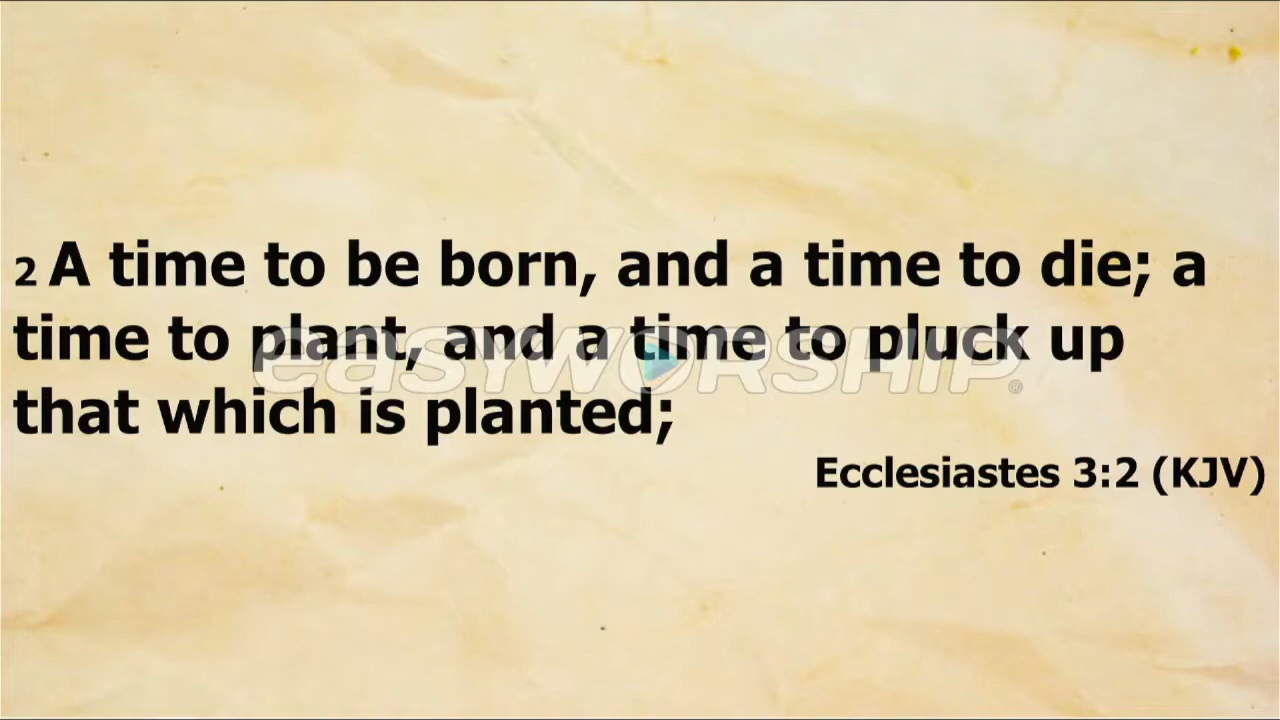 2 A time to be born, and a time to die; a
time to plant, and a time to pluck up
that which is planted;
Ecclesiastes 3:2 (KJV)
easyWORSHIP®